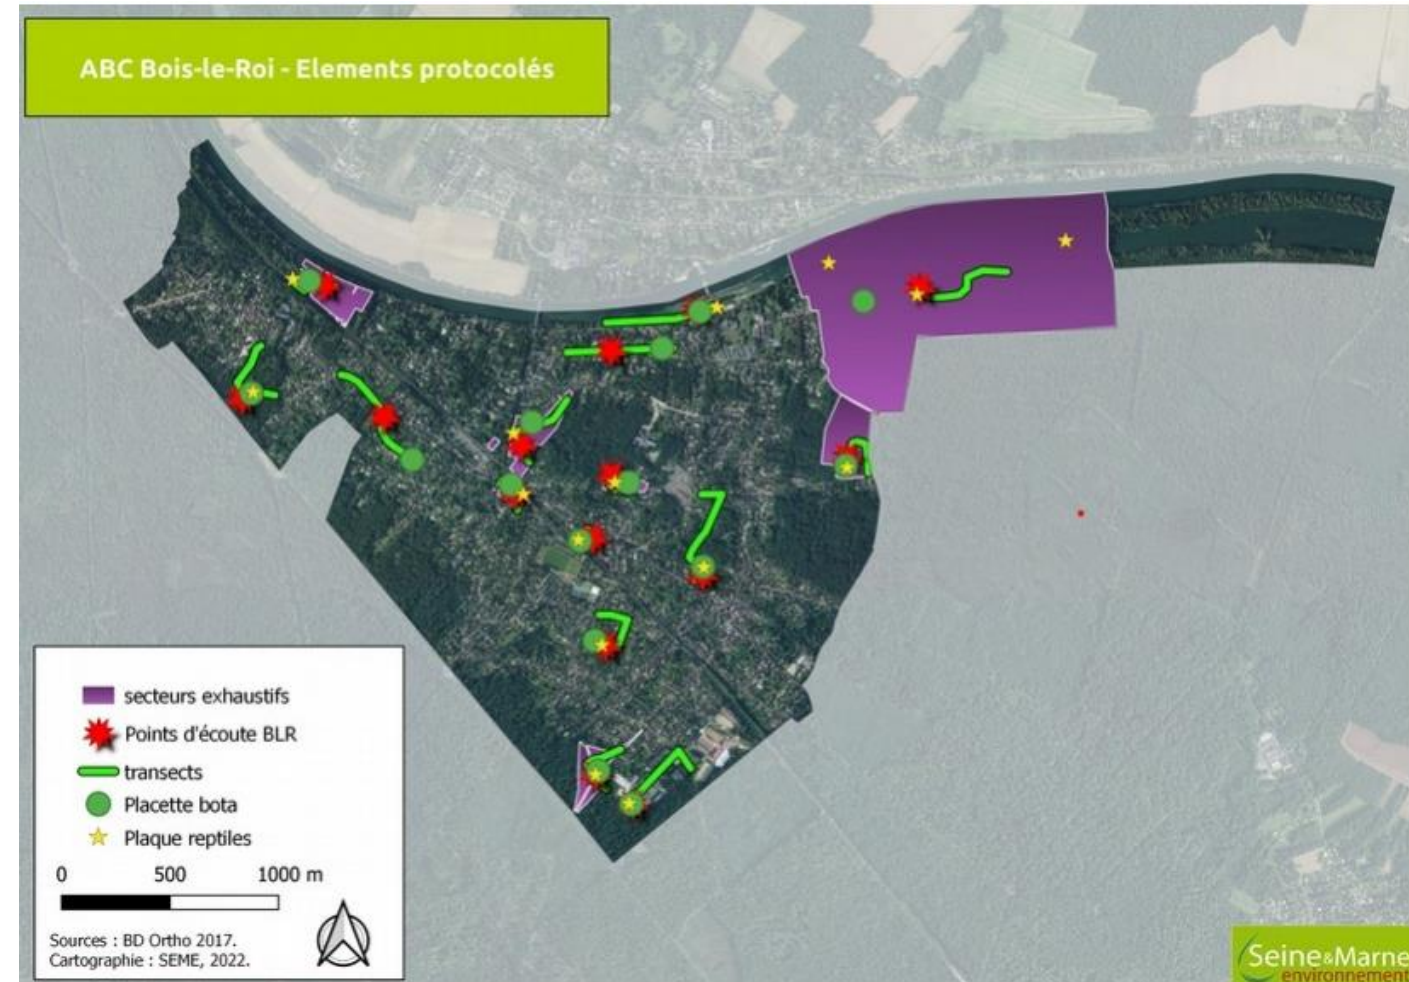 ABC Bois-le-Roi - Elements protocolés
secteurs exhaustifs
Points d'écoute BLR
transects
Placette bota
Plaque reptiles
0 500 1000 m
Sources : BD Ortho 2017.
Cartographie : SEME, 2022.
Seine&Marne
environnement